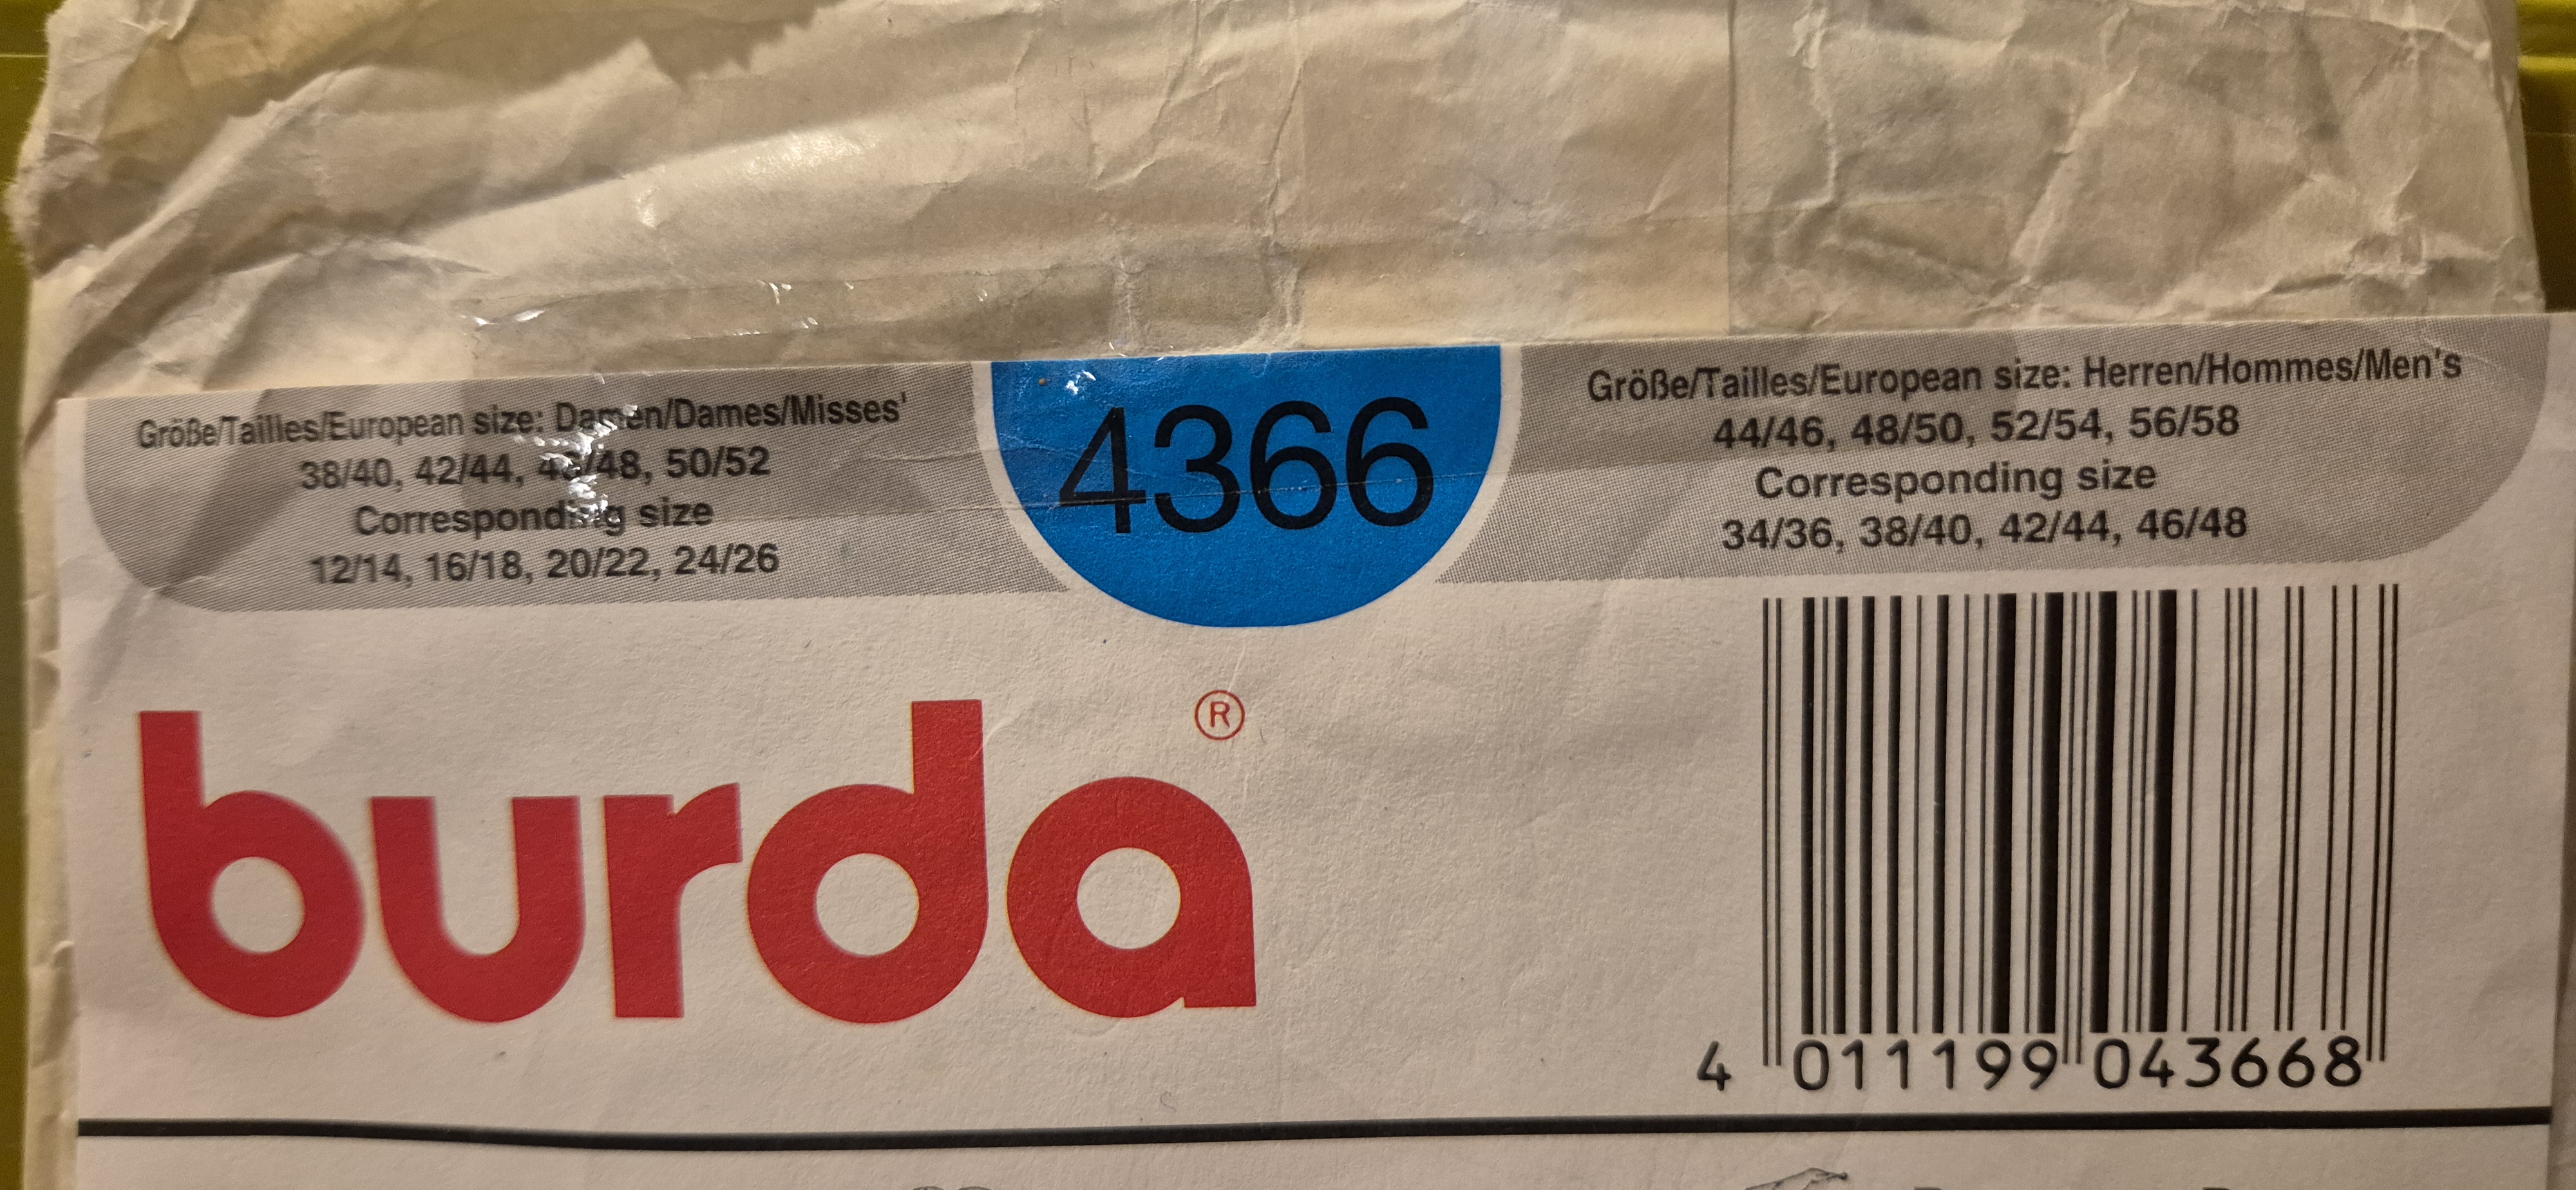 Größe/Tailles/European size: Damen/Dames/Misses'
38/40, 42/44, 46/48, 50/52
Corresponding size
12/14, 16/18, 20/22, 24/26
4366
Größe/Tailles/European size: Herren/Hommes/Men's
44/46, 48/50, 52/54, 56/58
Corresponding size
34/36, 38/40, 42/44, 46/48
burda®
4 011199 043668